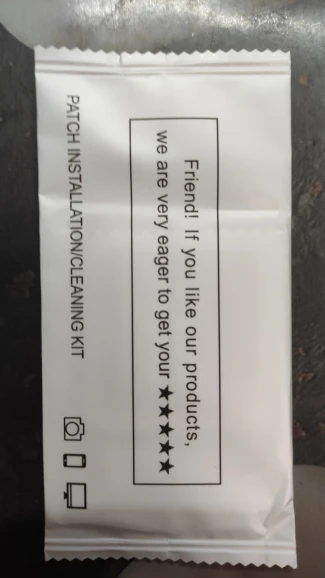 Friend! If you like our products,
we are very eager to get your ★★★★★
PATCH INSTALLATION/CLEANING KIT